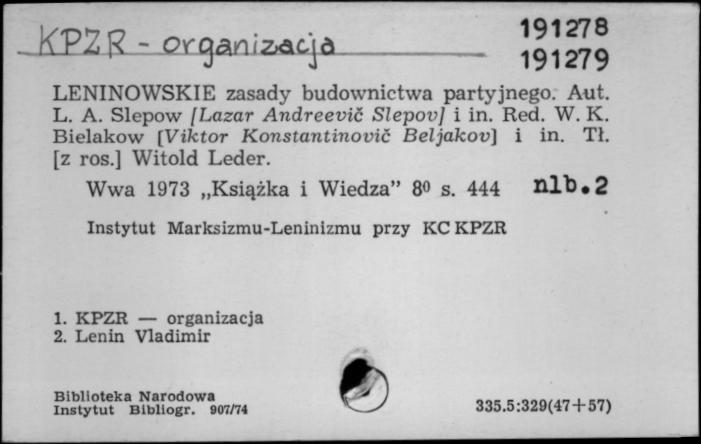 KPZR - organizacja
191278
191279
LENINOWSKIE zasady budownictwa partyjnego. Aut.
L. A. Slepow [Lazar Andreevič Slepov] i in. Red. W. K.
Bielakow [Viktor Konstantinovič Beljakov] i in. Tł.
[z ros.] Witold Leder.
Wwa 1973 „Książka i Wiedza” 8⁰ s. 444 nlb.2
Instytut Marksizmu-Leninizmu przy KC KPZR
1. KPZR — organizacja
2. Lenin Vladimir
Biblioteka Narodowa
Instytut Bibliogr. 907/74
335.5:329(47+57)